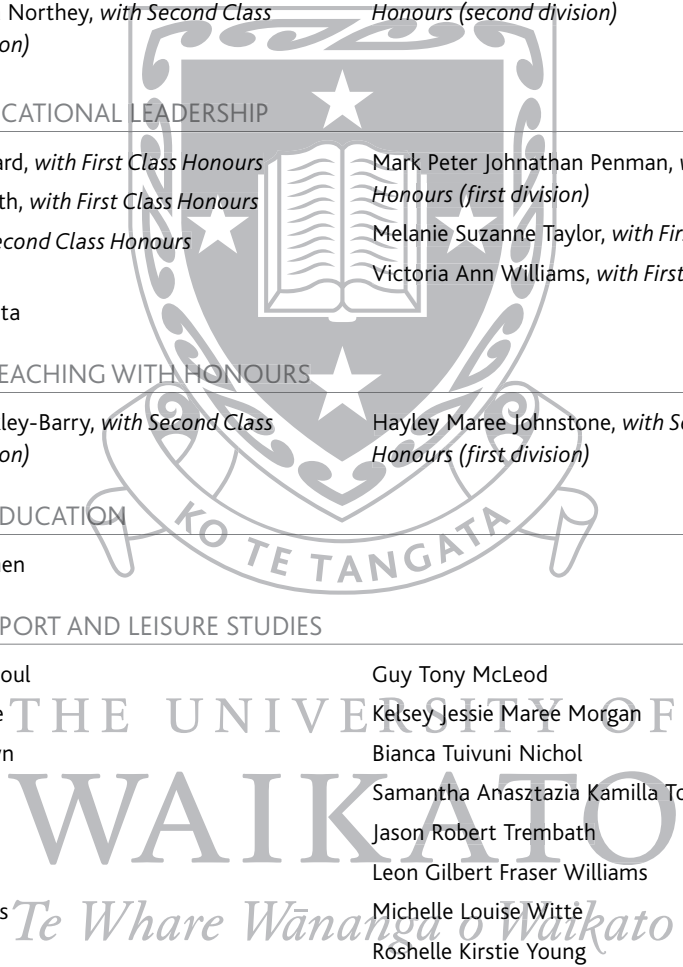 Northey, with Second Class
on)
Honours (second division)
CATIONAL LEADERSHIP
ard, with First Class Honours
th, with First Class Honours
econd Class Honours
ta
Mark Peter Johnathan Penman,
Honours (first division)
Melanie Suzanne Taylor, with Fir
Victoria Ann Williams, with First
EACHING WITH HONOURS
ley-Barry, with Second Class
on)
Hayley Maree Johnstone, with Se
Honours (first division)
DUCATION
en
PORT AND LEISURE STUDIES
oul
e
n
s
Guy Tony McLeod
Kelsey Jessie Maree Morgan
Bianca Tuivuni Nichol
Samantha Anasztazia Kamilla To
Jason Robert Trembath
Leon Gilbert Fraser Williams
Michelle Louise Witte
Roshelle Kirstie Young
KO TE TANGATA
THE UNIVERSITY OF
WAIKATO
Te Whare Wānanga o Waikato